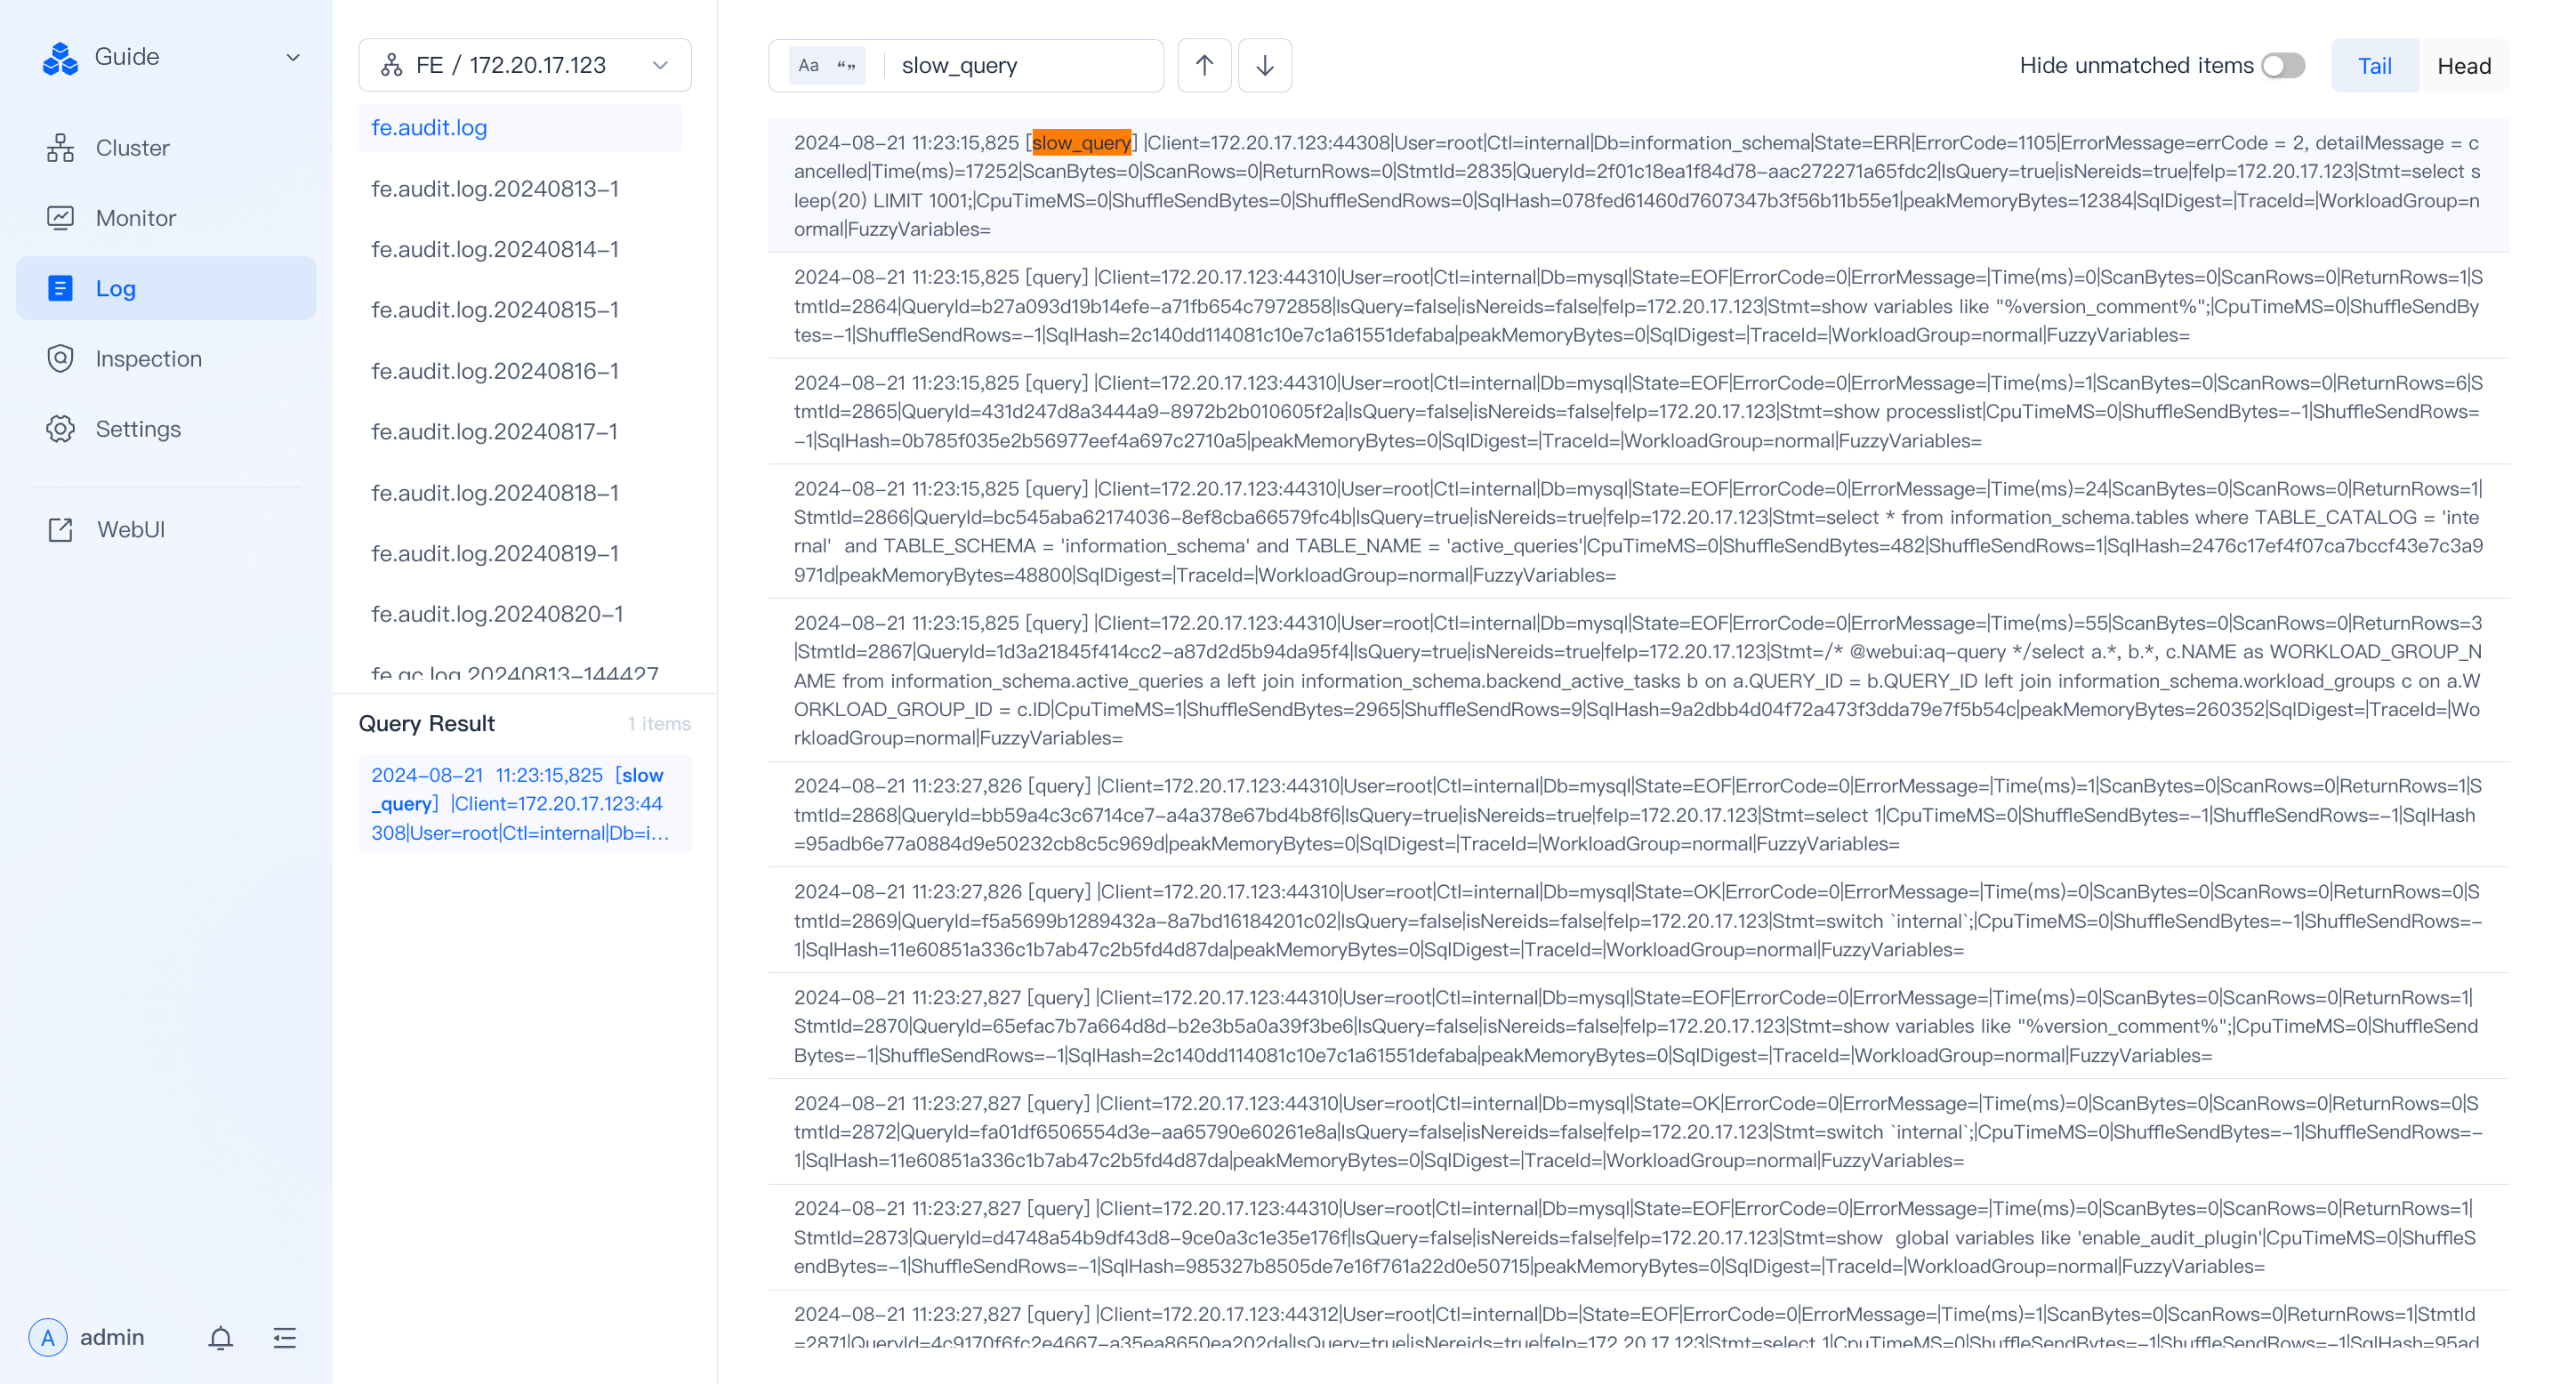 Guide
Cluster
Monitor
Log
Inspection
Settings
WebUI
A admin
FE / 172.20.17.123
fe.audit.log
fe.audit.log.20240813-1
fe.audit.log.20240814-1
fe.audit.log.20240815-1
fe.audit.log.20240816-1
fe.audit.log.20240817-1
fe.audit.log.20240818-1
fe.audit.log.20240819-1
fe.audit.log.20240820-1
fe.gc.log.20240813-144427
Query Result 1 items
2024-08-21 11:23:15,825 [slow
_query] |Client=172.20.17.123:44
308|User=root|Ctl=internal|Db=i...
Aa “” slow_query
Hide unmatched items Tail Head
2024-08-21 11:23:15,825 [slow_query] |Client=172.20.17.123:44308|User=root|Ctl=internal|Db=information_schema|State=ERR|ErrorCode=1105|ErrorMessage=errCode = 2, detailMessage = c
ancelled|Time(ms)=17252|ScanBytes=0|ScanRows=0|ReturnRows=0|StmtId=2835|QueryId=2f01c18ea1f84d78-aac272271a65fdc2|IsQuery=true|isNereids=true|feIp=172.20.17.123|Stmt=select s
leep(20) LIMIT 1001;|CpuTimeMS=0|ShuffleSendBytes=0|ShuffleSendRows=0|SqlHash=078fed61460d7607347b3f56b11b55e1|peakMemoryBytes=12384|SqlDigest=|TraceId=|WorkloadGroup=n
ormal|FuzzyVariables=
2024-08-21 11:23:15,825 [query] |Client=172.20.17.123:44310|User=root|Ctl=internal|Db=mysql|State=EOF|ErrorCode=0|ErrorMessage=|Time(ms)=0|ScanBytes=0|ScanRows=0|ReturnRows=1|S
tmtId=2864|QueryId=b27a093d19b14efe-a71fb654c7972858|IsQuery=false|isNereids=false|feIp=172.20.17.123|Stmt=show variables like "%version_comment%";|CpuTimeMS=0|ShuffleSendBy
tes=-1|ShuffleSendRows=-1|SqlHash=2c140dd114081c10e7c1a61551defaba|peakMemoryBytes=0|SqlDigest=|TraceId=|WorkloadGroup=normal|FuzzyVariables=
2024-08-21 11:23:15,825 [query] |Client=172.20.17.123:44310|User=root|Ctl=internal|Db=mysql|State=EOF|ErrorCode=0|ErrorMessage=|Time(ms)=1|ScanBytes=0|ScanRows=0|ReturnRows=6|S
tmtId=2865|QueryId=431d247d8a3444a9-8972b2b010605f2a|IsQuery=false|isNereids=false|feIp=172.20.17.123|Stmt=show processlist|CpuTimeMS=0|ShuffleSendBytes=-1|ShuffleSendRows=
-1|SqlHash=0b785f035e2b56977eef4a697c2710a5|peakMemoryBytes=0|SqlDigest=|TraceId=|WorkloadGroup=normal|FuzzyVariables=
2024-08-21 11:23:15,825 [query] |Client=172.20.17.123:44310|User=root|Ctl=internal|Db=mysql|State=EOF|ErrorCode=0|ErrorMessage=|Time(ms)=24|ScanBytes=0|ScanRows=0|ReturnRows=1|
StmtId=2866|QueryId=bc545aba62174036-8ef8cba66579fc4b|IsQuery=true|isNereids=true|feIp=172.20.17.123|Stmt=select * from information_schema.tables where TABLE_CATALOG = 'inte
rnal'  and TABLE_SCHEMA = 'information_schema' and TABLE_NAME = 'active_queries'|CpuTimeMS=0|ShuffleSendBytes=482|ShuffleSendRows=1|SqlHash=2476c17ef4f07ca7bccf43e7c3a9
971d|peakMemoryBytes=48800|SqlDigest=|TraceId=|WorkloadGroup=normal|FuzzyVariables=
2024-08-21 11:23:15,825 [query] |Client=172.20.17.123:44310|User=root|Ctl=internal|Db=mysql|State=EOF|ErrorCode=0|ErrorMessage=|Time(ms)=55|ScanBytes=0|ScanRows=0|ReturnRows=3
|StmtId=2867|QueryId=1d3a21845f414cc2-a87d2d5b94da95f4|IsQuery=true|isNereids=true|feIp=172.20.17.123|Stmt=/* @webui:aq-query */select a.*, b.*, c.NAME as WORKLOAD_GROUP_N
AME from information_schema.active_queries a left join information_schema.backend_active_tasks b on a.QUERY_ID = b.QUERY_ID left join information_schema.workload_groups c on a.W
ORKLOAD_GROUP_ID = c.ID|CpuTimeMS=1|ShuffleSendBytes=2965|ShuffleSendRows=9|SqlHash=9a2dbb4d04f72a473f3dda79e7f5b54c|peakMemoryBytes=260352|SqlDigest=|TraceId=|Wo
rkloadGroup=normal|FuzzyVariables=
2024-08-21 11:23:27,826 [query] |Client=172.20.17.123:44310|User=root|Ctl=internal|Db=mysql|State=EOF|ErrorCode=0|ErrorMessage=|Time(ms)=1|ScanBytes=0|ScanRows=0|ReturnRows=1|S
tmtId=2868|QueryId=bb59a4c3c6714ce7-a4a378e67bd4b8f6|IsQuery=true|isNereids=true|feIp=172.20.17.123|Stmt=select 1|CpuTimeMS=0|ShuffleSendBytes=-1|ShuffleSendRows=-1|SqlHash
=95adb6e77a0884d9e50232cb8c5c969d|peakMemoryBytes=0|SqlDigest=|TraceId=|WorkloadGroup=normal|FuzzyVariables=
2024-08-21 11:23:27,826 [query] |Client=172.20.17.123:44310|User=root|Ctl=internal|Db=mysql|State=OK|ErrorCode=0|ErrorMessage=|Time(ms)=0|ScanBytes=0|ScanRows=0|ReturnRows=0|S
tmtId=2869|QueryId=f5a5699b1289432a-8a7bd16184201c02|IsQuery=false|isNereids=false|feIp=172.20.17.123|Stmt=switch `internal`;|CpuTimeMS=0|ShuffleSendBytes=-1|ShuffleSendRows=-
1|SqlHash=11e60851a336c1b7ab47c2b5fd4d87da|peakMemoryBytes=0|SqlDigest=|TraceId=|WorkloadGroup=normal|FuzzyVariables=
2024-08-21 11:23:27,827 [query] |Client=172.20.17.123:44310|User=root|Ctl=internal|Db=mysql|State=EOF|ErrorCode=0|ErrorMessage=|Time(ms)=0|ScanBytes=0|ScanRows=0|ReturnRows=1|
StmtId=2870|QueryId=65efac7b7a664d8d-b2e3b5a0a39f3be6|IsQuery=false|isNereids=false|feIp=172.20.17.123|Stmt=show variables like "%version_comment%";|CpuTimeMS=0|ShuffleSend
Bytes=-1|ShuffleSendRows=-1|SqlHash=2c140dd114081c10e7c1a61551defaba|peakMemoryBytes=0|SqlDigest=|TraceId=|WorkloadGroup=normal|FuzzyVariables=
2024-08-21 11:23:27,827 [query] |Client=172.20.17.123:44310|User=root|Ctl=internal|Db=mysql|State=OK|ErrorCode=0|ErrorMessage=|Time(ms)=0|ScanBytes=0|ScanRows=0|ReturnRows=0|S
tmtId=2872|QueryId=fa01df6506554d3e-aa65790e60261e8a|IsQuery=false|isNereids=false|feIp=172.20.17.123|Stmt=switch `internal`;|CpuTimeMS=0|ShuffleSendBytes=-1|ShuffleSendRows=-
1|SqlHash=11e60851a336c1b7ab47c2b5fd4d87da|peakMemoryBytes=0|SqlDigest=|TraceId=|WorkloadGroup=normal|FuzzyVariables=
2024-08-21 11:23:27,827 [query] |Client=172.20.17.123:44310|User=root|Ctl=internal|Db=mysql|State=EOF|ErrorCode=0|ErrorMessage=|Time(ms)=0|ScanBytes=0|ScanRows=0|ReturnRows=1|
StmtId=2873|QueryId=d4748a54b9df43d8-9ce0a3c1e35e176f|IsQuery=false|isNereids=false|feIp=172.20.17.123|Stmt=show  global variables like 'enable_audit_plugin'|CpuTimeMS=0|ShuffleS
endBytes=-1|ShuffleSendRows=-1|SqlHash=985327b8505de7e16f761a22d0e50715|peakMemoryBytes=0|SqlDigest=|TraceId=|WorkloadGroup=normal|FuzzyVariables=
2024-08-21 11:23:27,827 [query] |Client=172.20.17.123:44312|User=root|Ctl=internal|Db=|State=EOF|ErrorCode=0|ErrorMessage=|Time(ms)=1|ScanBytes=0|ScanRows=0|ReturnRows=1|StmtId
=2871|QueryId=4c9170f6fc2e4667-a35ea8650ea202da|IsQuery=true|isNereids=true|feIp=172.20.17.123|Stmt=select 1|CpuTimeMS=0|ShuffleSendBytes=-1|ShuffleSendRows=-1|SqlHash=95ad